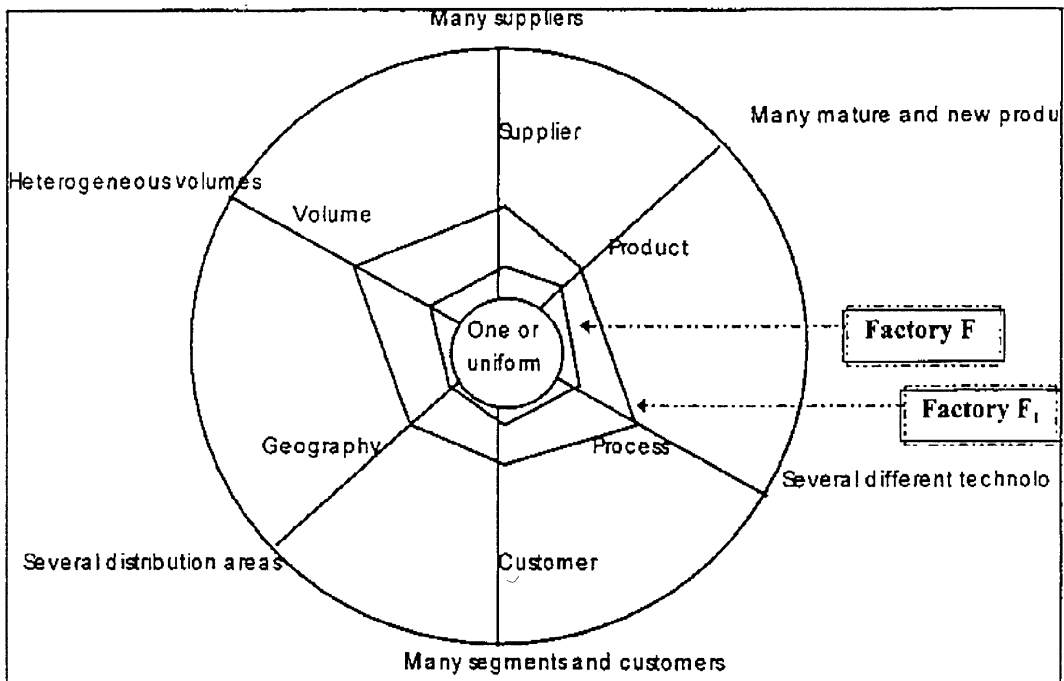 Many suppliers
Supplier
Many mature and new produ
Heterogeneous volumes
Volume
Product
One or
uniform
Factory F
Factory F₁
Geography
Process
Several different technolo
Several distribution areas
Customer
Many segments and customers